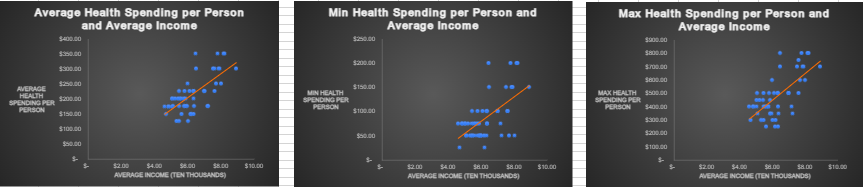 Average Health Spending per Person
and Average Income
$400.00
$350.00
$300.00
$250.00
$200.00
$150.00
$100.00
$50.00
$-
AVERAGE
HEALTH
SPENDING PER
PERSON
$-
$2.00
$4.00
$6.00
$8.00
$10.00
AVERAGE INCOME (TEN THOUSANDS)
Min Health Spending per Person and
Average Income
$250.00
$200.00
$150.00
$100.00
$50.00
$-
MIN HEALTH
SPENDING PER
PERSON
$-
$2.00
$4.00
$6.00
$8.00
$10.00
AVERAGE INCOME (TEN THOUSANDS)
Max Health Spending per Person and
Average Income
$900.00
$800.00
$700.00
$600.00
$500.00
$400.00
$300.00
$200.00
$100.00
$-
MAX HEALTH
SPENDING PER
PERSON
$-
$2.00
$4.00
$6.00
$8.00
$10.00
AVERAGE INCOME (TEN THOUSANDS)